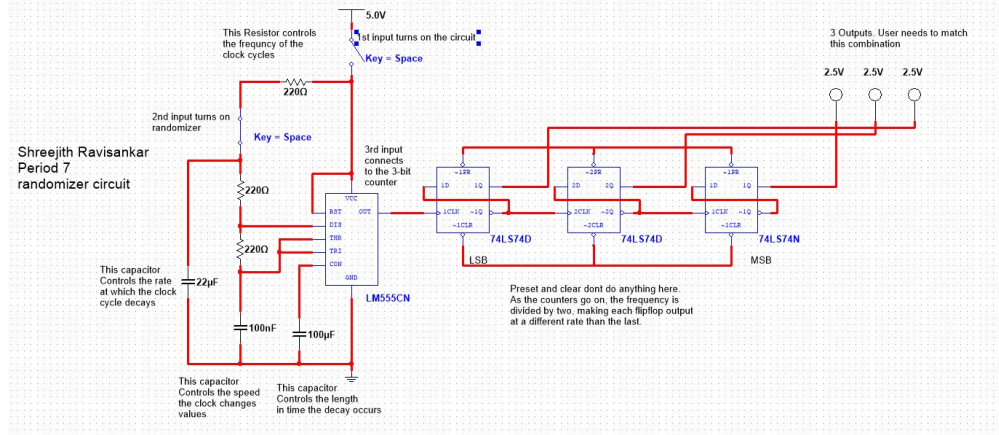 5.0V
This Resistor controls
the frequncy of the
clock cycles
1st input turns on the circuit
Key = Space
3 Outputs. User needs to match
this combination
2.5V 2.5V 2.5V
220Ω
2nd input turns on
randomizer
Key = Space
Shreejith Ravisankar
Period 7
randomizer circuit
3rd input
connects
to the 3-bit
counter
220Ω
220Ω
VCC
RST OUT
DIS
THR
TRI
CON
GND
LM555CN
~1PR
1D 1Q
1CLK ~1Q
~1CLR
74LS74D
LSB
~2PR
2D 2Q
2CLK ~2Q
~2CLR
74LS74D
~1PR
1D 1Q
1CLK ~1Q
~1CLR
74LS74N
MSB
This capacitor
Controls the rate
at which the clock
cycle decays
22µF
Preset and clear dont do anything here.
As the counters go on, the frequency is
divided by two, making each flipflop output
at a different rate than the last.
100nF
100µF
This capacitor
Controls the speed
the clock changes
values
This capacitor
Controls the length
in time the decay occurs